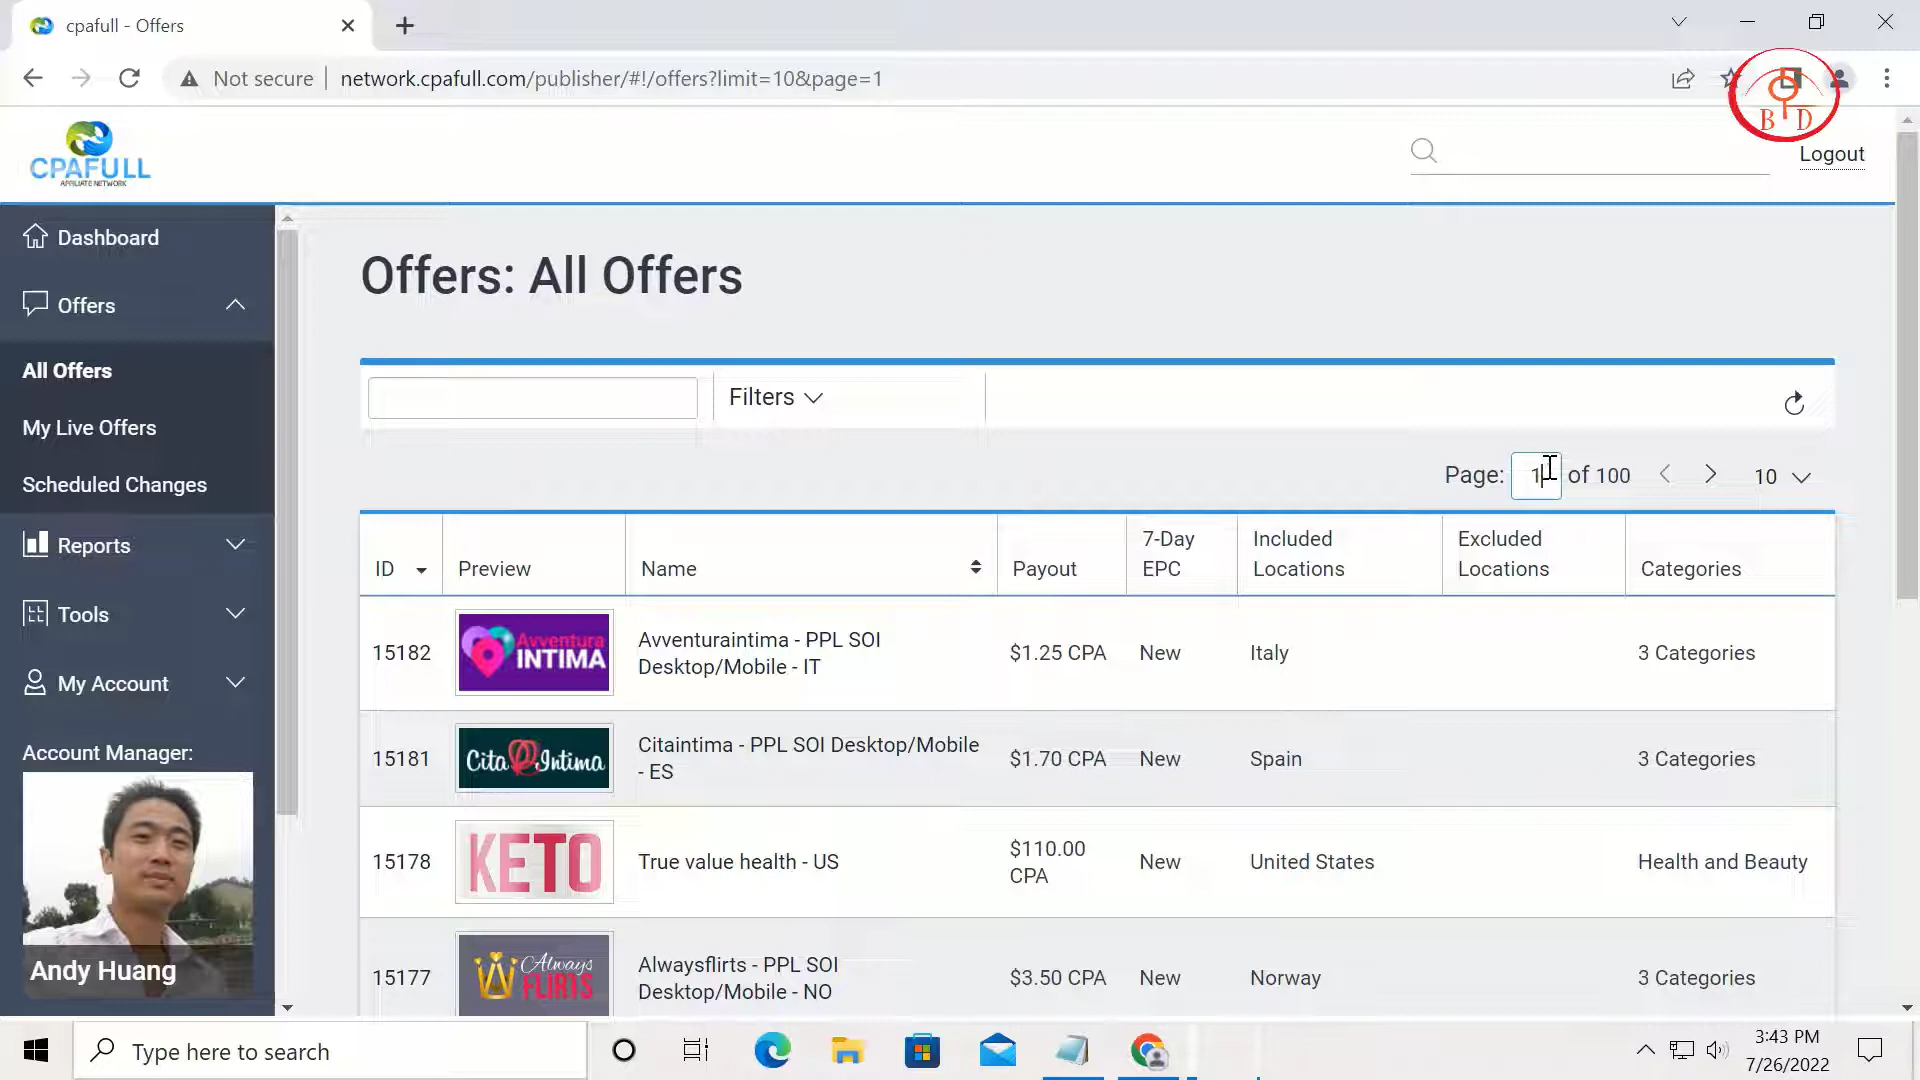 cpafull - Offers
Not secure
network.cpafull.com/publisher/#!/offers?limit=10&page=1
B D
CPAFULL
AFFILIATE NETWORK
Logout
Dashboard
Offers
All Offers
My Live Offers
Scheduled Changes
Reports
Tools
My Account
Account Manager:
Andy Huang
Offers: All Offers
Filters
Page: 1 of 100 10
ID Preview Name Payout 7-Day EPC Included Locations Excluded Locations Categories
15182
Avventura
INTIMA
Avventuraintima - PPL SOI
Desktop/Mobile - IT
$1.25 CPA New Italy 3 Categories
15181
Cita Intima
Citaintima - PPL SOI Desktop/Mobile
- ES
$1.70 CPA New Spain 3 Categories
15178
KETO
True value health - US
$110.00
CPA
New United States Health and Beauty
15177
Always
FLIRTS
Alwaysflirts - PPL SOI
Desktop/Mobile - NO
$3.50 CPA New Norway 3 Categories
Type here to search
3:43 PM
7/26/2022